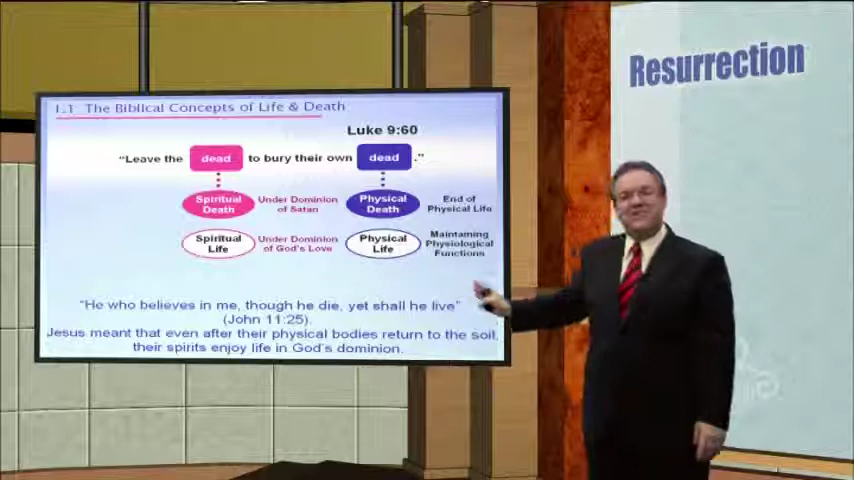 Resurrection
1.1 The Biblical Concepts of Life & Death
Luke 9:60
"Leave the dead to bury their own dead."
Spiritual Death Under Dominion of Satan Physical Death End of Physical Life
Spiritual Life Under Dominion of God's Love Physical Life Maintaining Physiological Functions
"He who believes in me, though he die, yet shall he live"
(John 11:25).
Jesus meant that even after their physical bodies return to the soil,
their spirits enjoy life in God's dominion.